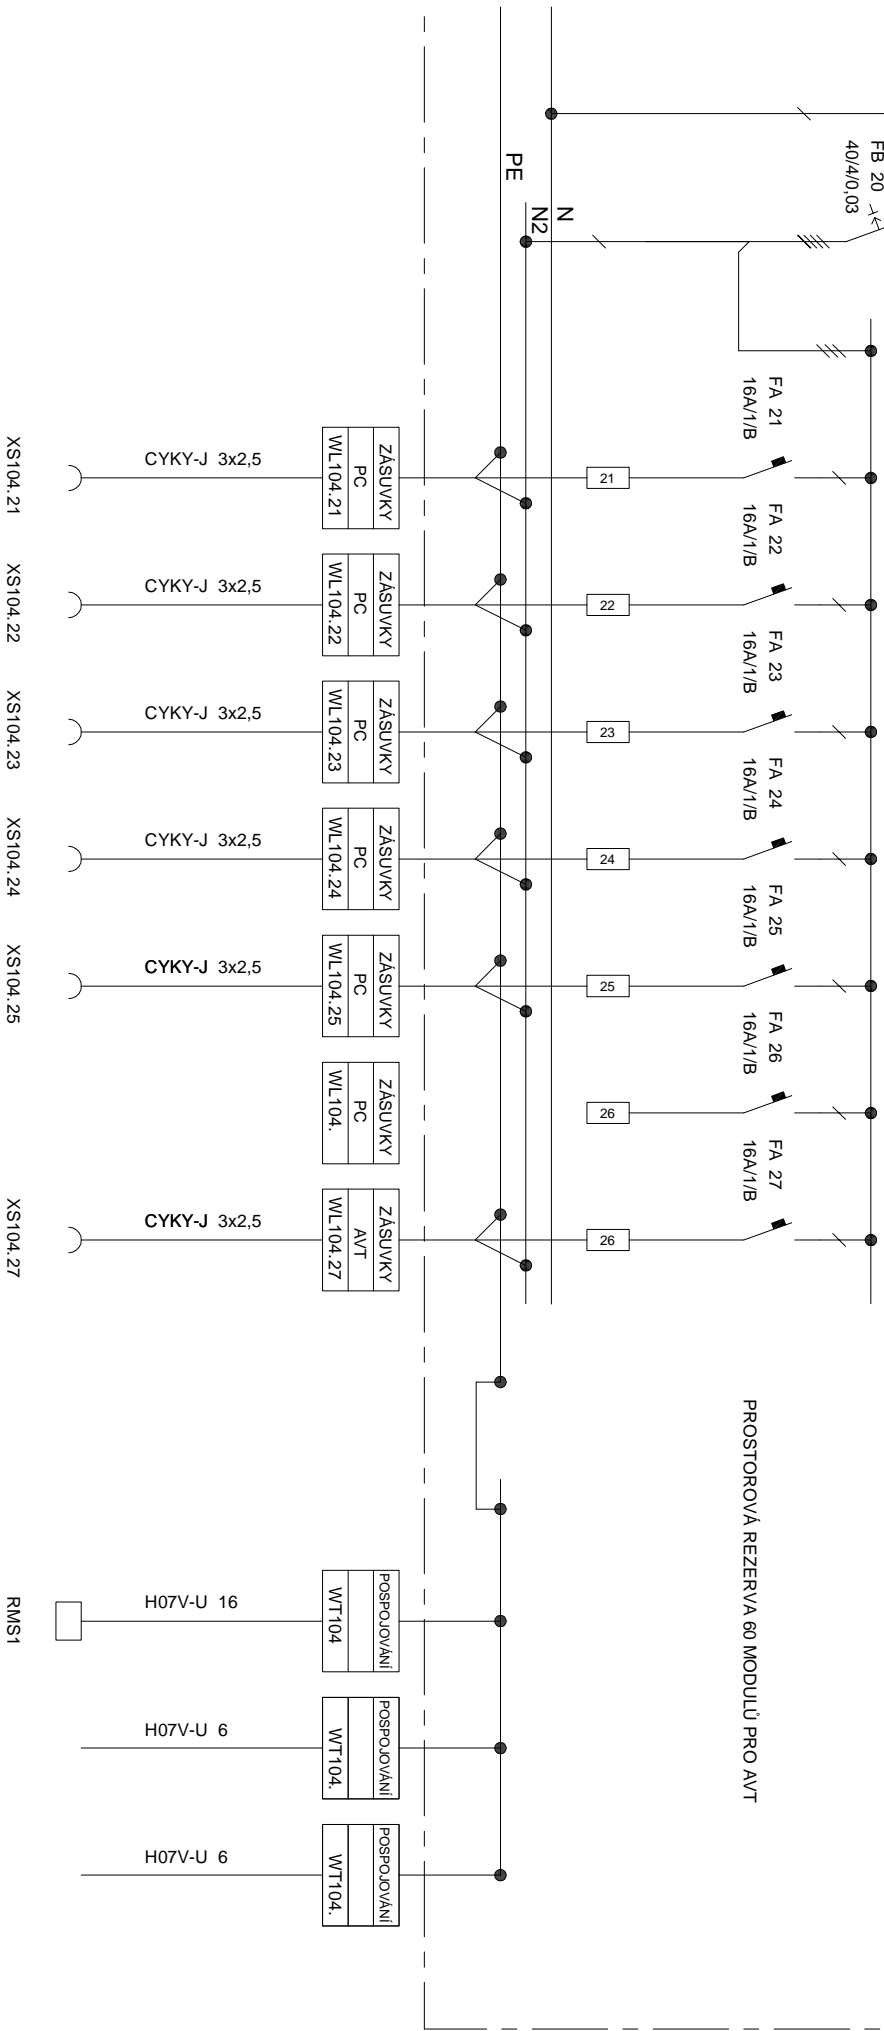 FB 20
40/4/0,03
PE
N
N2
FA 21
16A/1/B
FA 22
16A/1/B
FA 23
16A/1/B
FA 24
16A/1/B
FA 25
16A/1/B
FA 26
16A/1/B
FA 27
16A/1/B
21
22
23
24
25
26
26
PROSTOROVÁ REZERVA 60 MODULŮ PRO AVT
ZÁSUVKY
PC
WL104.21
ZÁSUVKY
PC
WL104.22
ZÁSUVKY
PC
WL104.23
ZÁSUVKY
PC
WL104.24
ZÁSUVKY
PC
WL104.25
ZÁSUVKY
PC
WL104.
ZÁSUVKY
AVT
WL104.27
POSPOJOVÁNÍ
WT104
POSPOJOVÁNÍ
WT104.
POSPOJOVÁNÍ
WT104.
CYKY-J 3x2,5
CYKY-J 3x2,5
CYKY-J 3x2,5
CYKY-J 3x2,5
CYKY-J 3x2,5
CYKY-J 3x2,5
H07V-U 16
H07V-U 6
H07V-U 6
XS104.21
XS104.22
XS104.23
XS104.24
XS104.25
XS104.27
RMS1